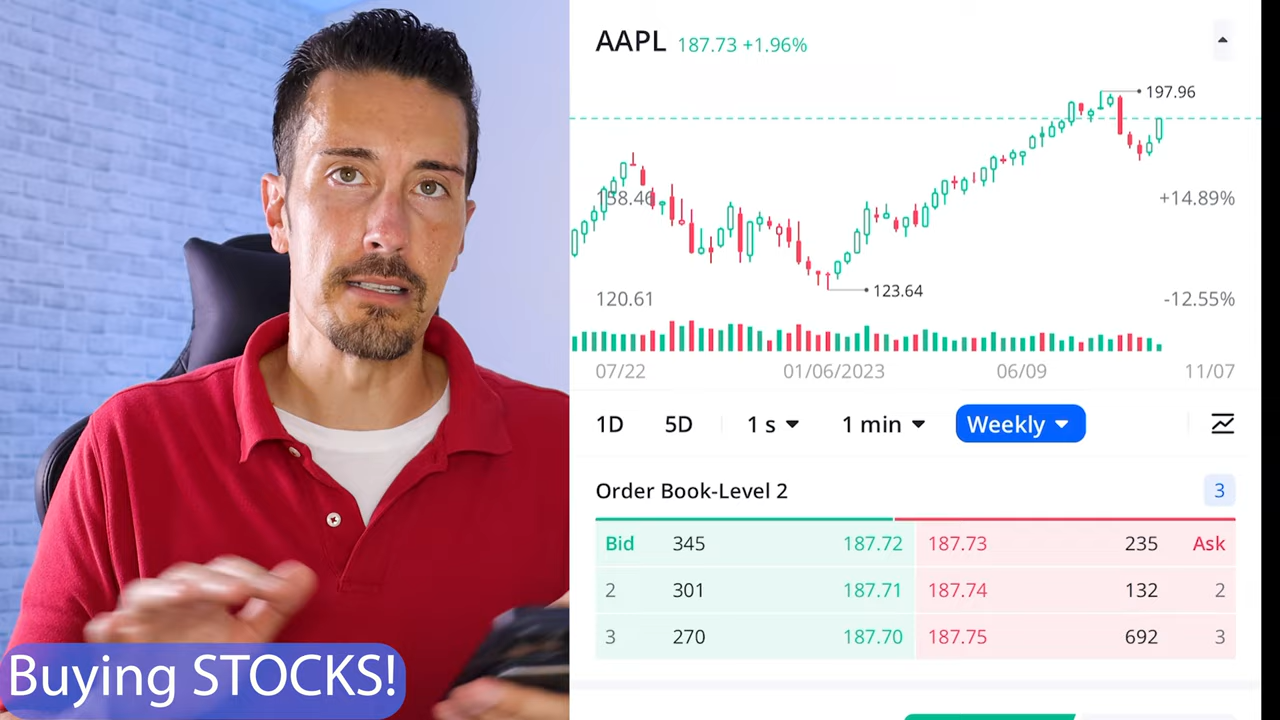 AAPL 187.73 +1.96%
197.96
158.46 +14.89%
123.64
120.61 -12.55%
07/22 01/06/2023 06/09 11/07
1D 5D 1 s 1 min Weekly
Order Book-Level 2 3
Bid 345 187.72 187.73 235 Ask
2 301 187.71 187.74 132 2
3 270 187.70 187.75 692 3
Buying STOCKS!